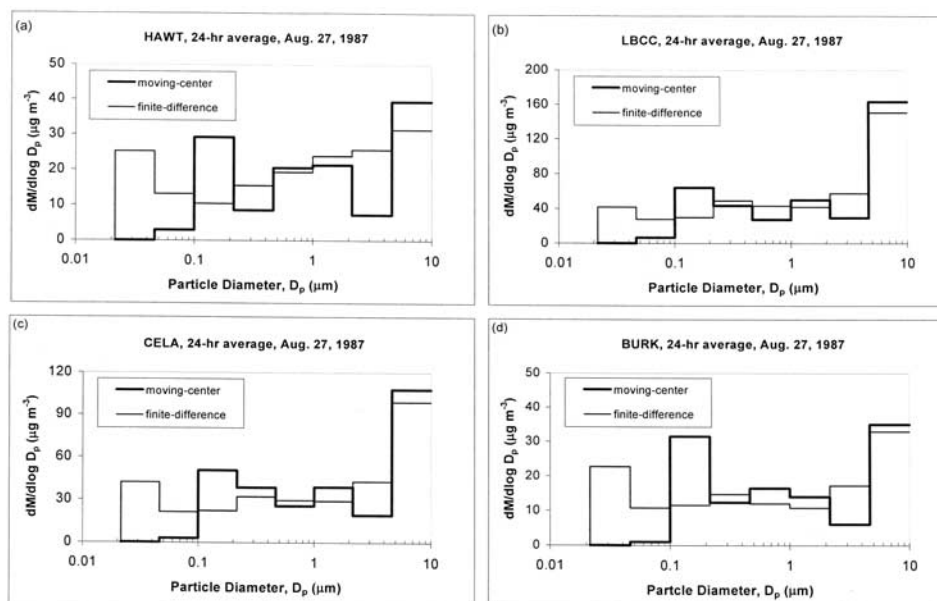 (a)
HAWT, 24-hr average, Aug. 27, 1987
50
40
30
20
10
0
dM/dlog Dp (µg m-3)
moving-center
finite-difference
0.01 0.1 1 10
Particle Diameter, Dp (µm)
(b)
LBCC, 24-hr average, Aug. 27, 1987
200
160
120
80
40
0
dM/dlog Dp (µg m-3)
moving-center
finite-difference
0.01 0.1 1 10
Particle Diameter, Dp (µm)
(c)
CELA, 24-hr average, Aug. 27, 1987
120
90
60
30
0
dM/dlog Dp (µg m-3)
moving-center
finite-difference
0.01 0.1 1 10
Particle Diameter, Dp (µm)
(d)
BURK, 24-hr average, Aug. 27, 1987
50
40
30
20
10
0
dM/dlog Dp (µg m-3)
moving-center
finite-difference
0.01 0.1 1 10
Particle Diameter, Dp (µm)